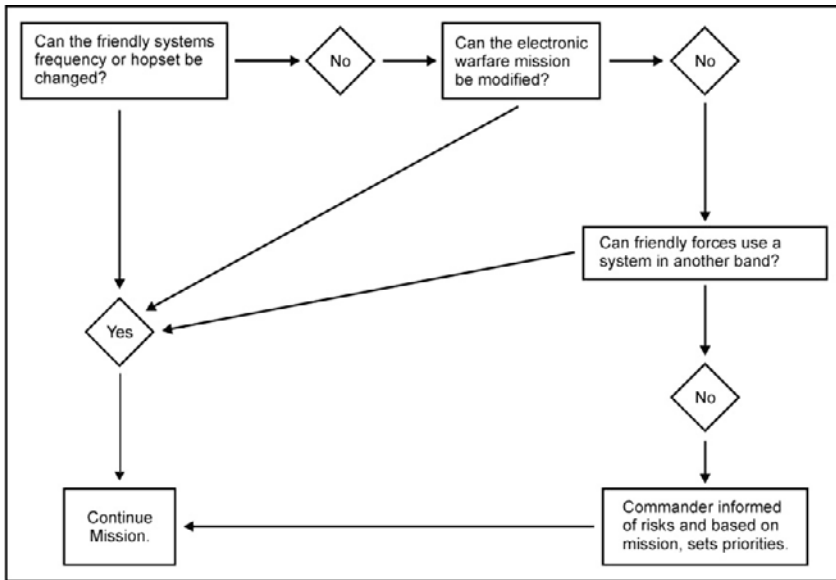 Can the friendly systems
frequency or hopset be
changed?
No
Can the electronic
warfare mission
be modified?
No
Can friendly forces use a
system in another band?
Yes
No
Continue
Mission.
Commander informed
of risks and based on
mission, sets priorities.